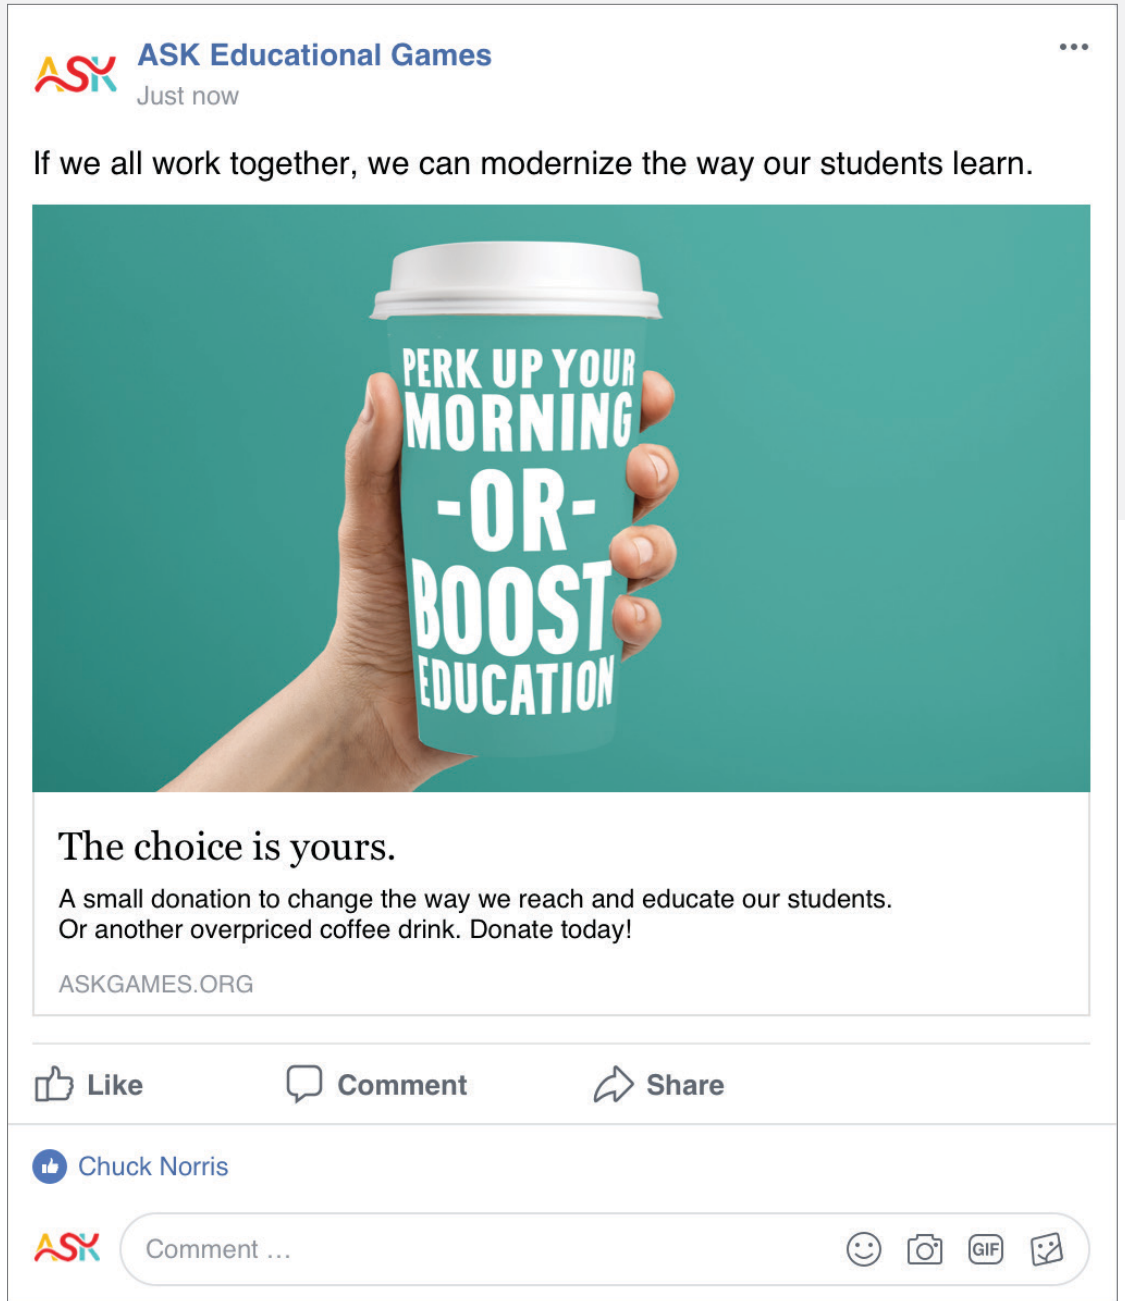 ASK
ASK Educational Games
Just now
If we all work together, we can modernize the way our students learn.
PERK UP YOUR
MORNING
-OR-
BOOST
EDUCATION
The choice is yours.
A small donation to change the way we reach and educate our students.
Or another overpriced coffee drink. Donate today!
ASKGAMES.ORG
Like Comment Share
Chuck Norris
ASK Comment ... GIF